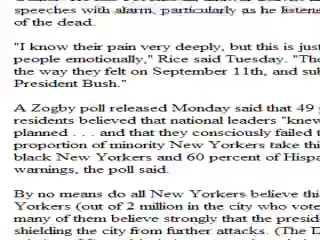 speeches with alarm, particularly as he listene
of the dead.
"I know their pain very deeply, but this is just
people emotionally," Rice said Tuesday. "The
the way they felt on September 11th, and sub
President Bush."
A Zogby poll released Monday said that 49
residents believed that national leaders "knew
planned . . . and that they consciously failed t
proportion of minority New Yorkers take thi
black New Yorkers and 60 percent of Hispa
warnings, the poll said.
By no means do all New Yorkers believe thi
Yorkers (out of 2 million in the city who vote
many of them believe strongly that the presid
shielding the city from further attacks. (The D